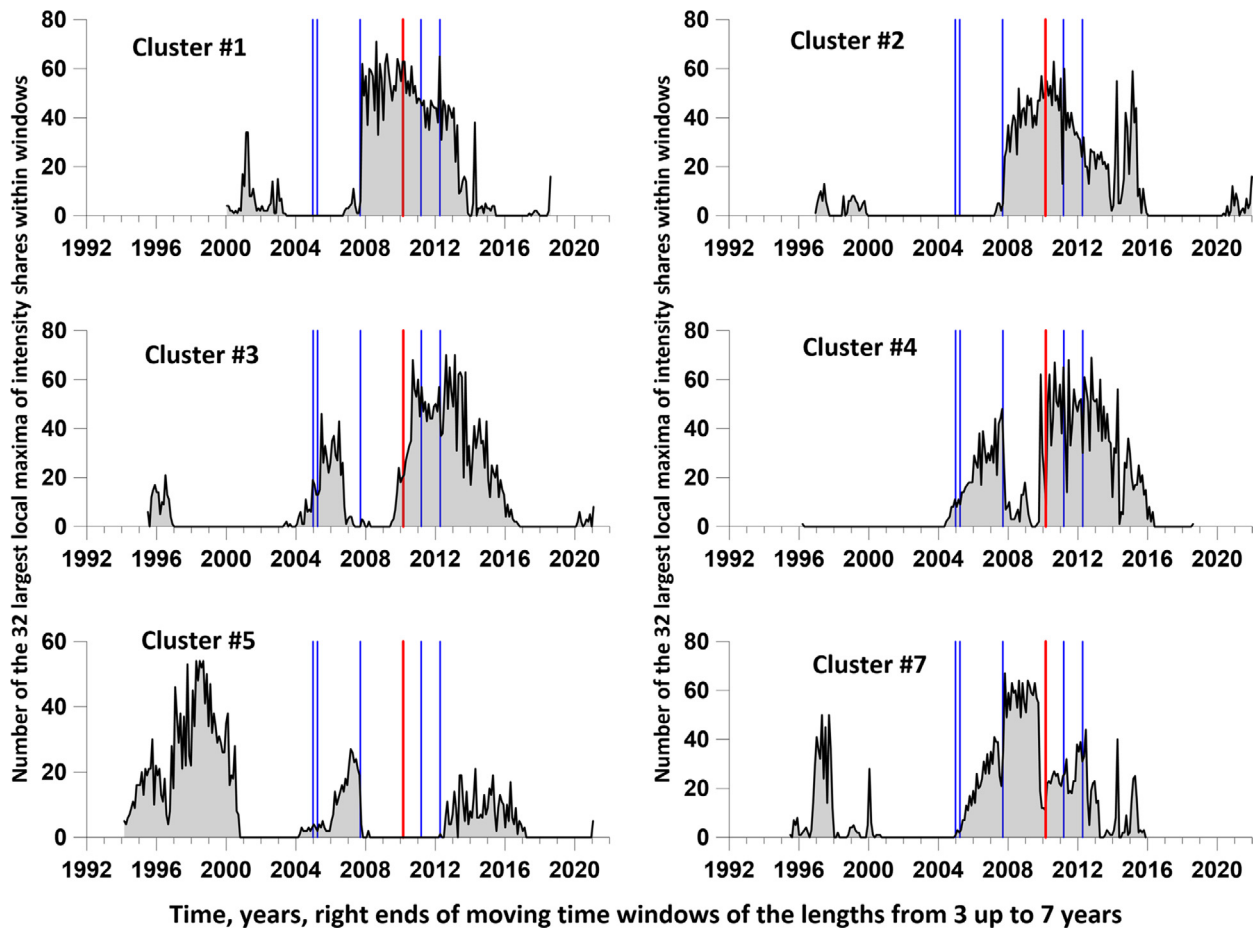 Number of the 32 largest local maxima of intensity shares within windows
Number of the 32 largest local maxima of intensity shares within windows
Cluster #1
80
60
40
20
0
1992 1996 2000 2004 2008 2012 2016 2020
Cluster #2
80
60
40
20
0
1992 1996 2000 2004 2008 2012 2016 2020
Cluster #3
80
60
40
20
0
1992 1996 2000 2004 2008 2012 2016 2020
Cluster #4
80
60
40
20
0
1992 1996 2000 2004 2008 2012 2016 2020
Cluster #5
60
40
20
0
1992 1996 2000 2004 2008 2012 2016 2020
Cluster #7
80
60
40
20
0
1992 1996 2000 2004 2008 2012 2016 2020
Time, years, right ends of moving time windows of the lengths from 3 up to 7 years